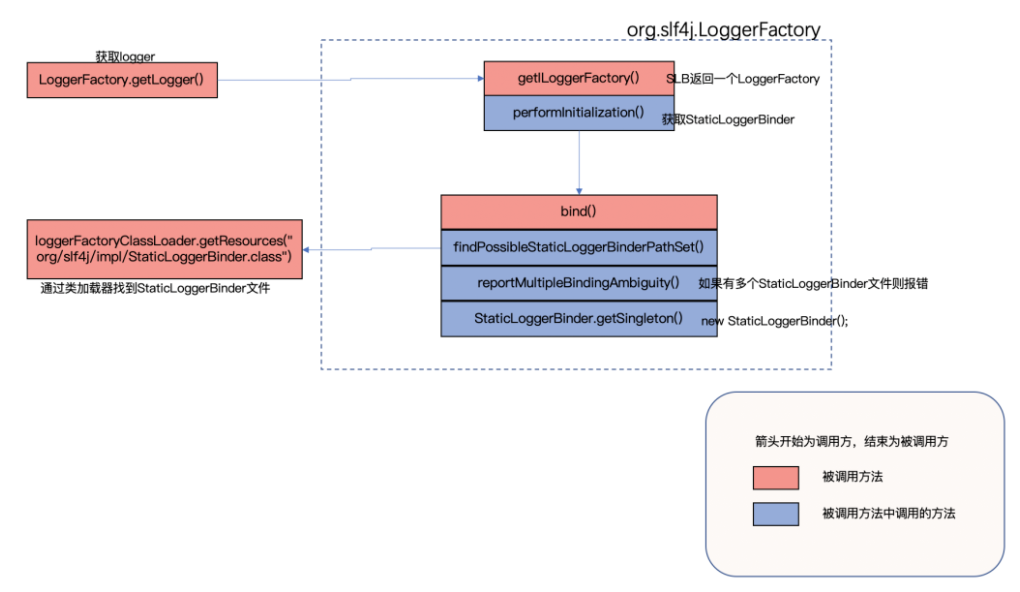 org.slf4j.LoggerFactory
获取logger
LoggerFactory.getLogger()
getILoggerFactory()
SLB返回一个LoggerFactory
performInitialization()
获取StaticLoggerBinder
bind()
loggerFactoryClassLoader.getResources("
org/slf4j/impl/StaticLoggerBinder.class")
通过类加载器找到StaticLoggerBinder文件
findPossibleStaticLoggerBinderPathSet()
reportMultipleBindingAmbiguity()
如果有多个StaticLoggerBinder文件则报错
StaticLoggerBinder.getSingleton()
new StaticLoggerBinder();
箭头开始为调用方，结束为被调用方
被调用方法
被调用方法中调用的方法